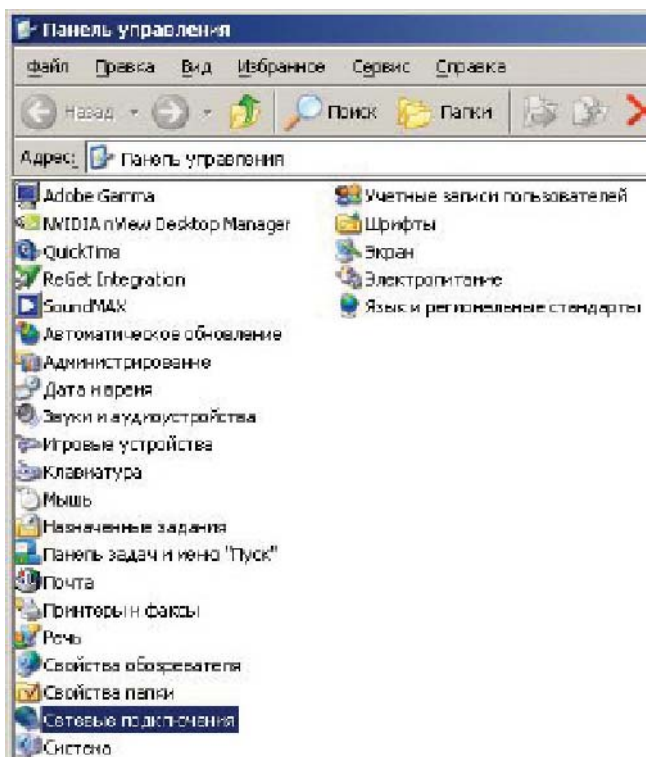 Панель управления
Файл Правка Вид Избранное Сервис Справка
Назад Поиск Папки
Адрес: Панель управления
Adobe Gamma
NVIDIA nView Desktop Manager
QuickTime
ReGet Integration
SoundMAX
Автоматическое обновление
Администрирование
Дата и время
Звуки и аудиоустройства
Игровые устройства
Клавиатура
Мышь
Назначенные задания
Панель задач и меню "Пуск"
Почта
Принтеры и факсы
Речь
Свойства обозревателя
Свойства папки
Сетевые подключения
Система
Учетные записи пользователей
Шрифты
Экран
Электропитание
Язык и региональные стандарты